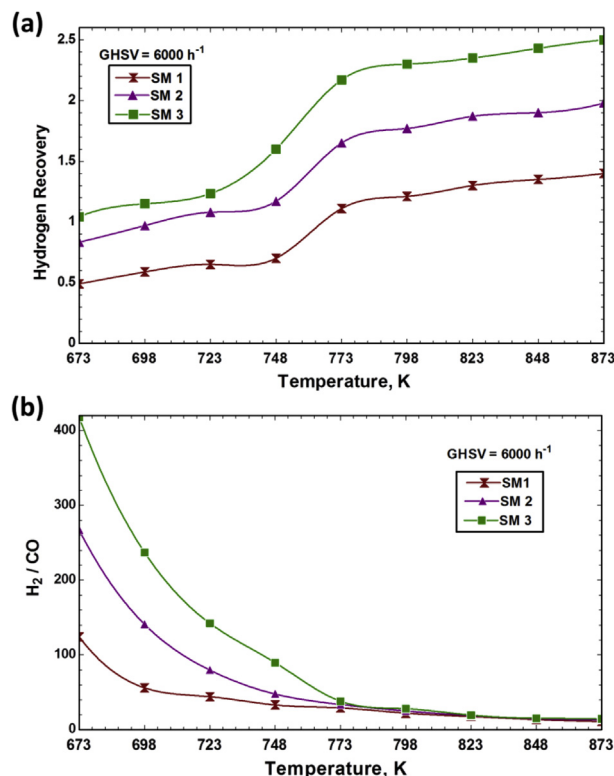 (a)
2.5
2
1.5
1
0.5
0
Hydrogen Recovery
GHSV = 6000 h⁻¹
SM 1
SM 2
SM 3
673 698 723 748 773 798 823 848 873
Temperature, K
(b)
400
300
200
100
0
H₂ / CO
GHSV = 6000 h⁻¹
SM1
SM 2
SM 3
673 698 723 748 773 798 823 848 873
Temperature, K